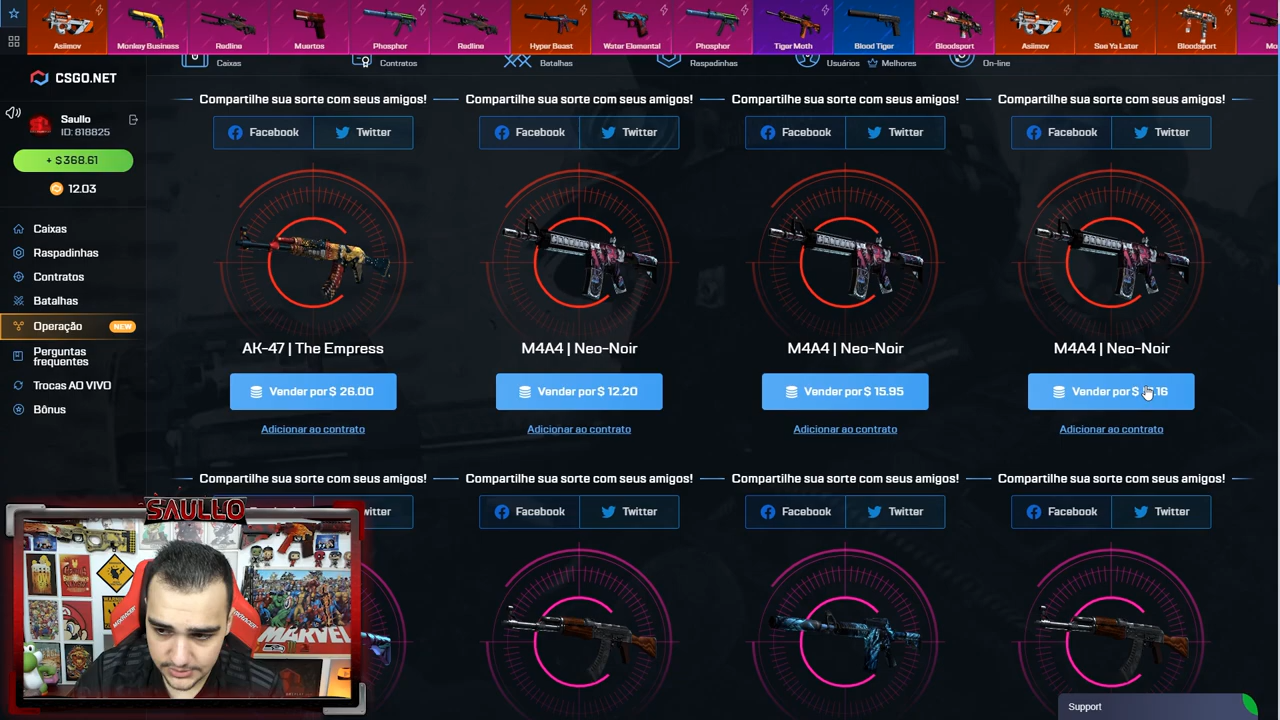 Asiimov
Monkey Business
Redline
Muertos
Phosphor
Redline
Hyper Beast
Water Elemental
Phosphor
Tiger Moth
Blood Tiger
Bloodsport
Asiimov
See Ya Later
Bloodsport
Mo
CSGO.NET
Caixas
Contratos
Batalhas
Raspadinhas
Usuários
Melhores
On-line
Saullo
ID: 818825
+ $ 368.61
12.03
Caixas
Raspadinhas
Contratos
Batalhas
Operação NEW
Perguntas
frequentes
Trocas AO VIVO
Bônus
Compartilhe sua sorte com seus amigos!
Compartilhe sua sorte com seus amigos!
Compartilhe sua sorte com seus amigos!
Compartilhe sua sorte com seus amigos!
Facebook Twitter
Facebook Twitter
Facebook Twitter
Facebook Twitter
AK-47 | The Empress
M4A4 | Neo-Noir
M4A4 | Neo-Noir
M4A4 | Neo-Noir
Vender por $ 26.00
Vender por $ 12.20
Vender por $ 15.95
Vender por $ .16
Adicionar ao contrato
Adicionar ao contrato
Adicionar ao contrato
Adicionar ao contrato
Compartilhe sua sorte com seus amigos!
Compartilhe sua sorte com seus amigos!
Compartilhe sua sorte com seus amigos!
Compartilhe sua sorte com seus amigos!
Facebook Twitter
Facebook Twitter
Facebook Twitter
SAULLO
MARVEL
Support